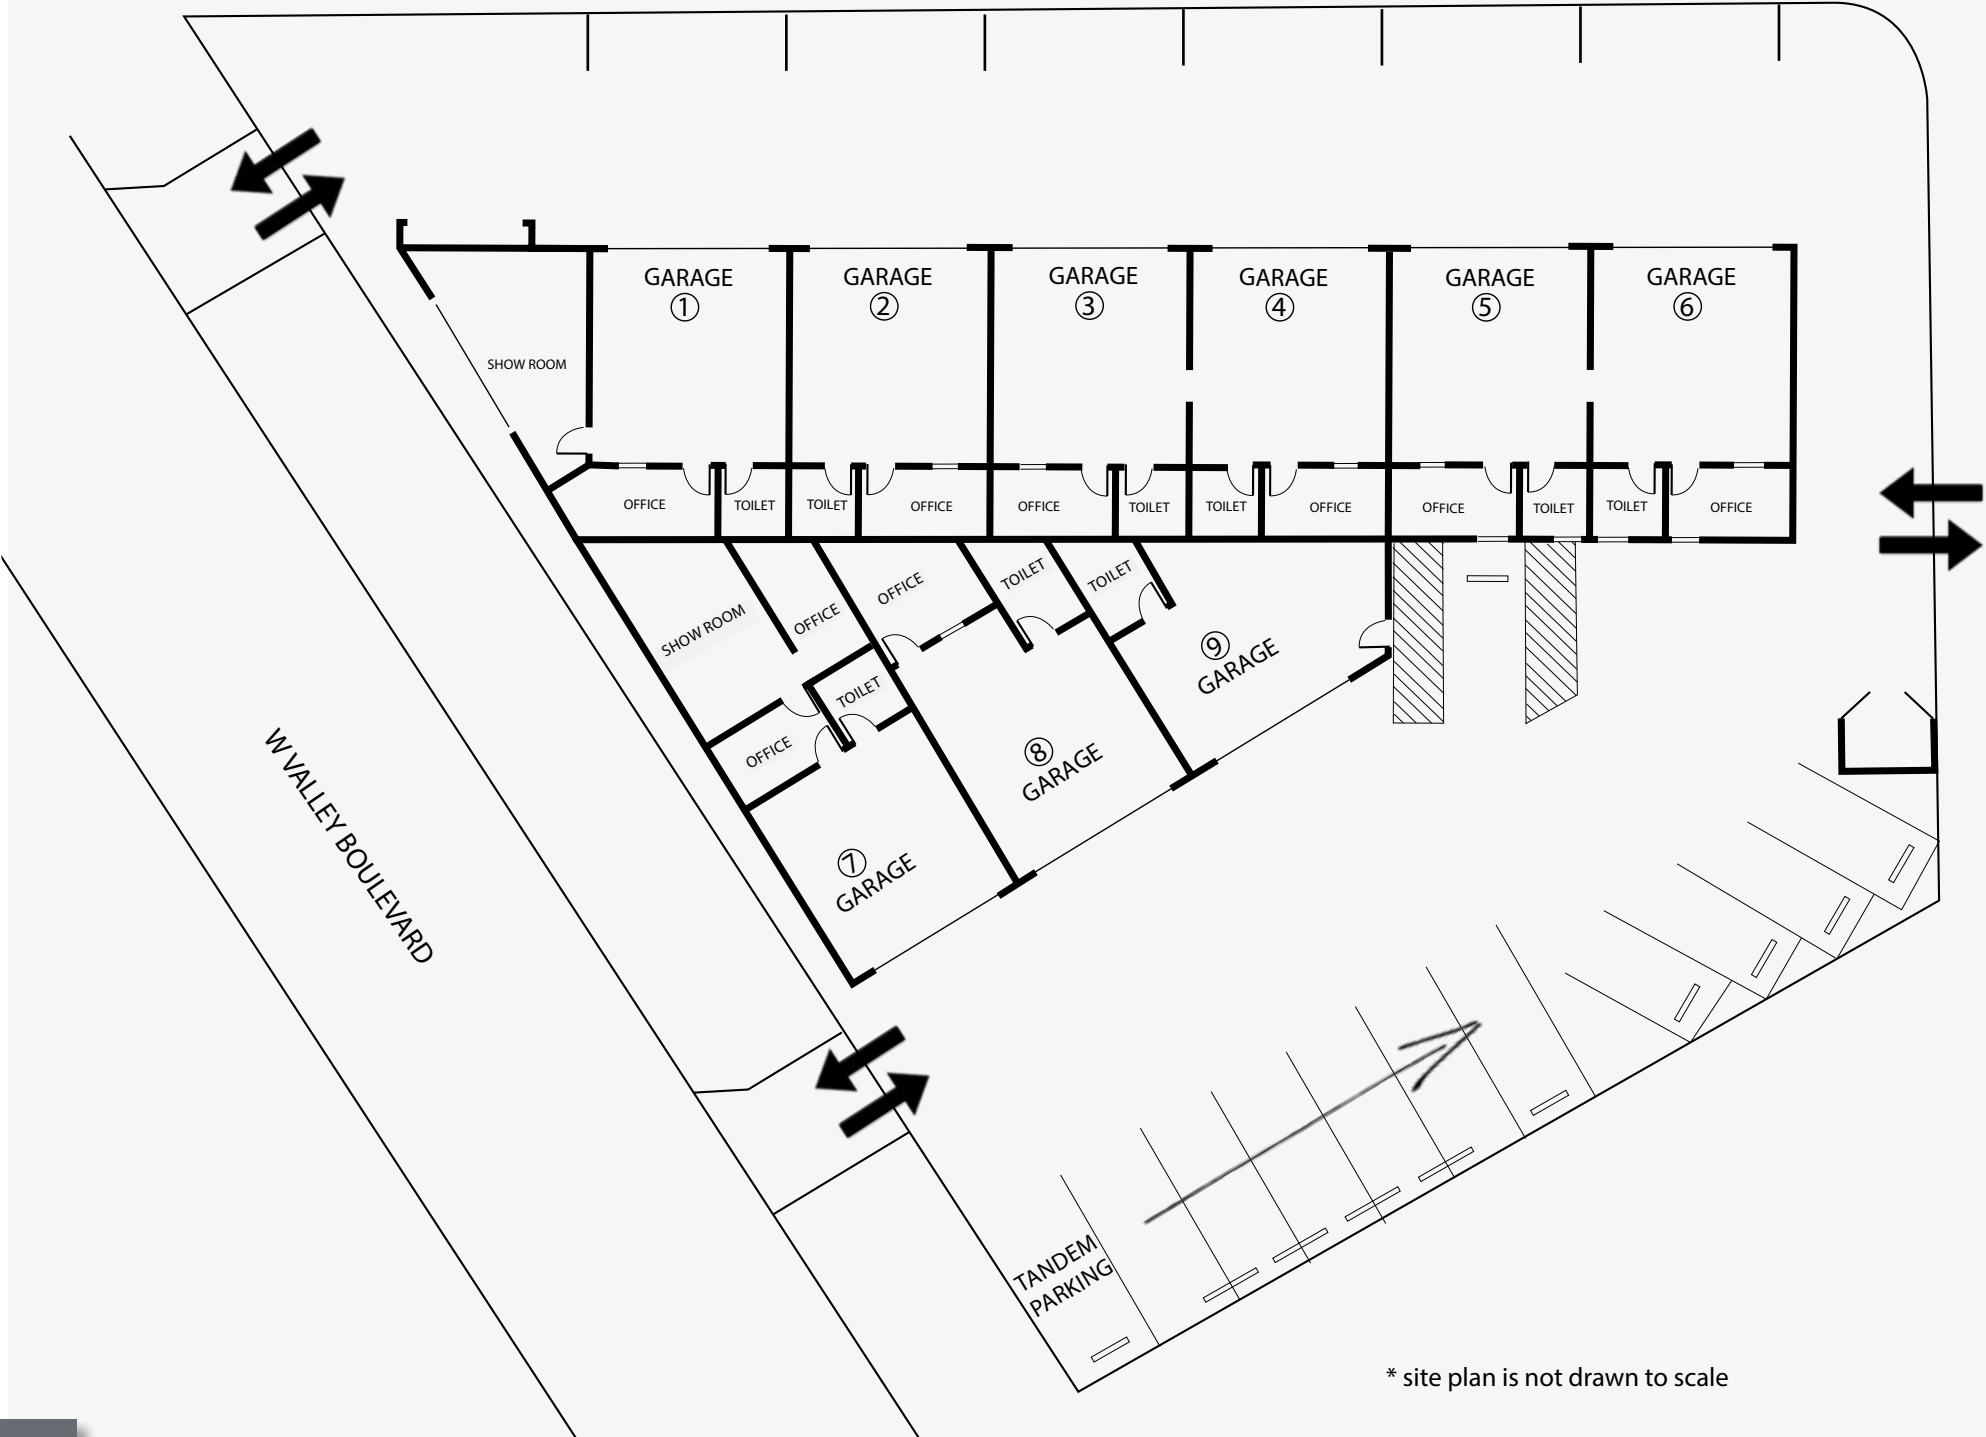 GARAGE
1
GARAGE
2
GARAGE
3
GARAGE
4
GARAGE
5
GARAGE
6
SHOW ROOM
OFFICE
TOILET
TOILET
OFFICE
OFFICE
TOILET
TOILET
OFFICE
OFFICE
TOILET
TOILET
OFFICE
SHOW ROOM
OFFICE
OFFICE
TOILET
TOILET
OFFICE
TOILET
9
GARAGE
8
GARAGE
7
GARAGE
W VALLEY BOULEVARD
TANDEM
PARKING
* site plan is not drawn to scale